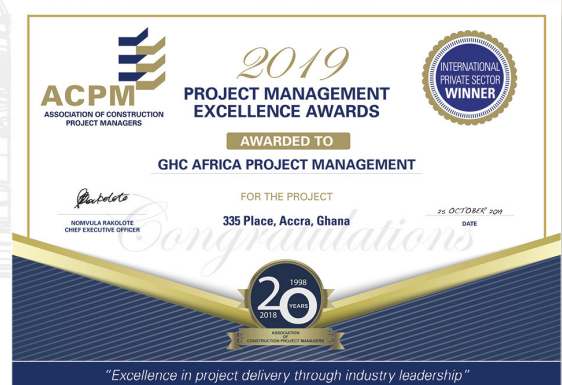 ACPM
ASSOCIATION OF CONSTRUCTION
PROJECT MANAGERS
2019
PROJECT MANAGEMENT
EXCELLENCE AWARDS
INTERNATIONAL
PRIVATE SECTOR
WINNER
AWARDED TO
GHC AFRICA PROJECT MANAGEMENT
FOR THE PROJECT
335 Place, Accra, Ghana
Rakolote
NOMVULA RAKOLOTE
CHIEF EXECUTIVE OFFICER
25 OCTOBER 2019
DATE
Congratulations
1998
20
YEARS
2018
ASSOCIATION
OF
CONSTRUCTION PROJECT MANAGERS
"Excellence in project delivery through industry leadership"